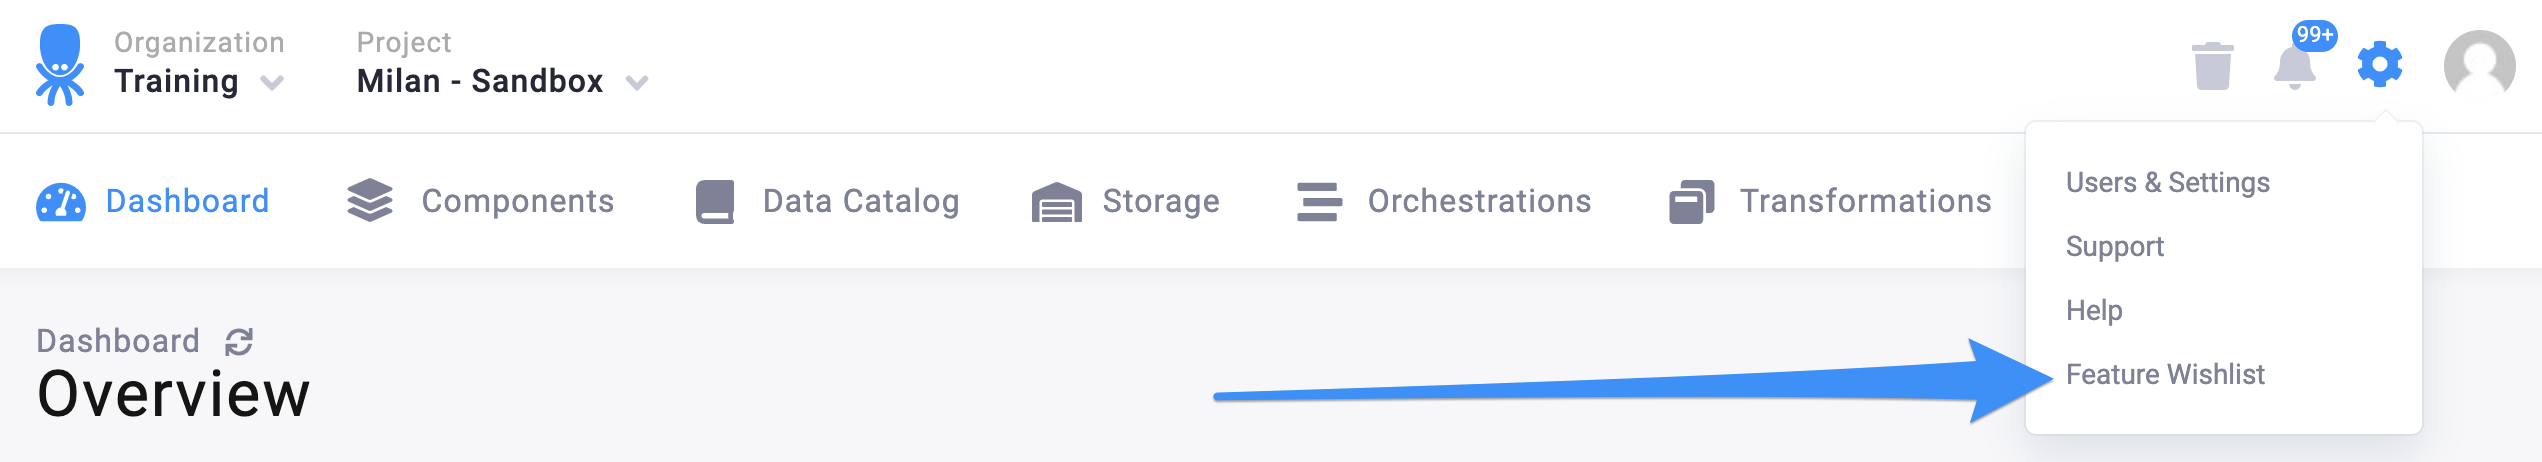 Organization
Training
Project
Milan - Sandbox
99+
Dashboard
Components
Data Catalog
Storage
Orchestrations
Transformations
Users & Settings
Support
Help
Feature Wishlist
Dashboard
Overview